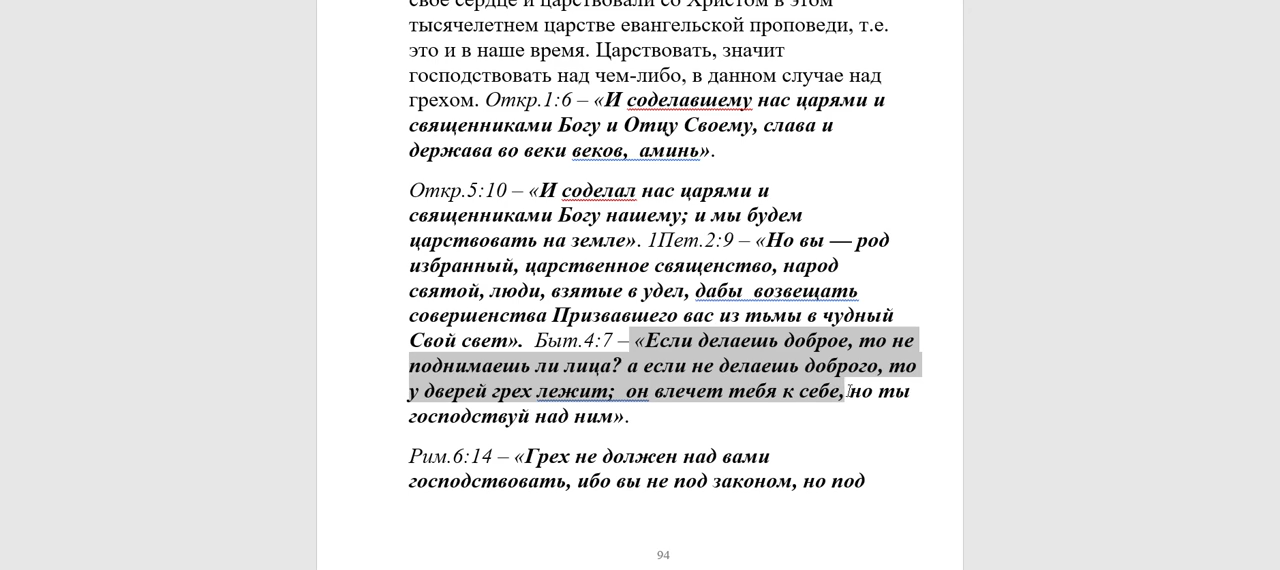 свое сердце и царствовали со Христом в этом
тысячелетнем царстве евангельской проповеди, т.е.
это и в наше время. Царствовать, значит
господствовать над чем-либо, в данном случае над
грехом. Откр.1:6 – «И соделавшему нас царями и
священниками Богу и Отцу Своему, слава и
держава во веки веков,  аминь».
Откр.5:10 – «И соделал нас царями и
священниками Богу нашему; и мы будем
царствовать на земле». 1Пет.2:9 – «Но вы — род
избранный, царственное священство, народ
святой, люди, взятые в удел, дабы  возвещать
совершенства Призвавшего вас из тьмы в чудный
Свой свет».  Быт.4:7 – «Если делаешь доброе, то не
поднимаешь ли лица? а если не делаешь доброго, то
у дверей грех лежит;  он влечет тебя к себе, но ты
господствуй над ним».
Рим.6:14 – «Грех не должен над вами
господствовать, ибо вы не под законом, но под
94